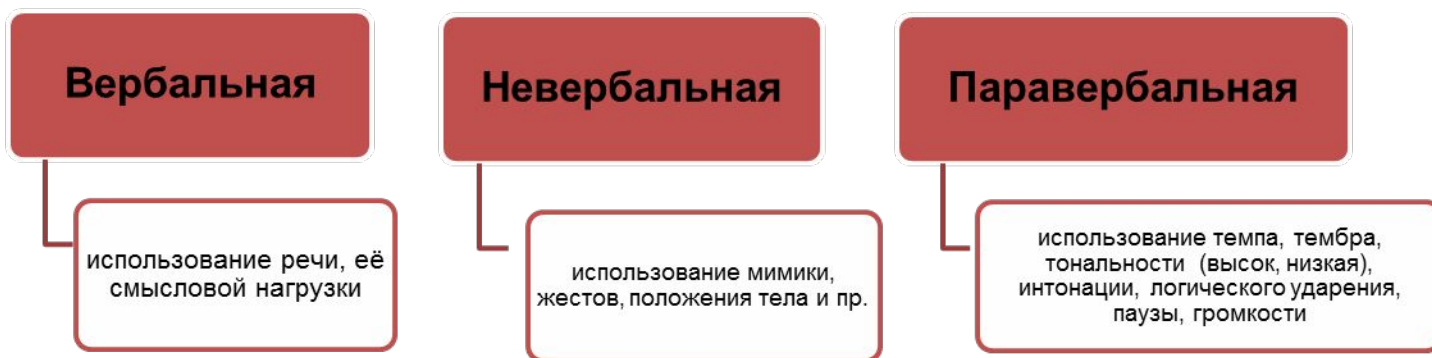 Вербальная
использование речи, её
смысловой нагрузки
Невербальная
использование мимики,
жестов, положения тела и пр.
Паравербальная
использование темпа, тембра,
тональности (высок, низкая),
интонации, логического ударения,
паузы, громкости